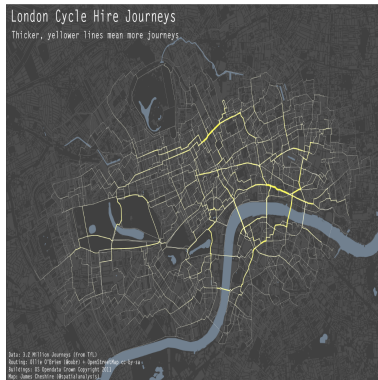 London Cycle Hire Journeys
Thicker, yellower lines mean more journeys
Data: 3.2 Million Journeys (from TfL)
Routing: Ollie O'Brien (@oobr) & OpenStreetMap cc-by-sa
Buildings: OS Opendata Crown Copyright 2011
Map: James Cheshire (@spatialanalysis)